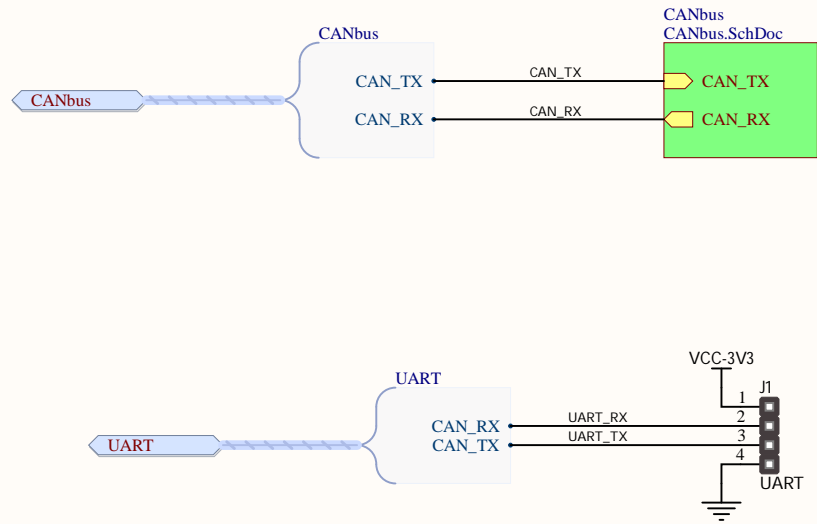 CANbus
CANbus.SchDoc
CANbus
CANbus
CAN_TX
CAN_TX
CAN_TX
CAN_RX
CAN_RX
CAN_RX
VCC-3V3
UART
J1
1
UART
CAN_RX
UART_RX
2
CAN_TX
UART_TX
3
4
UART